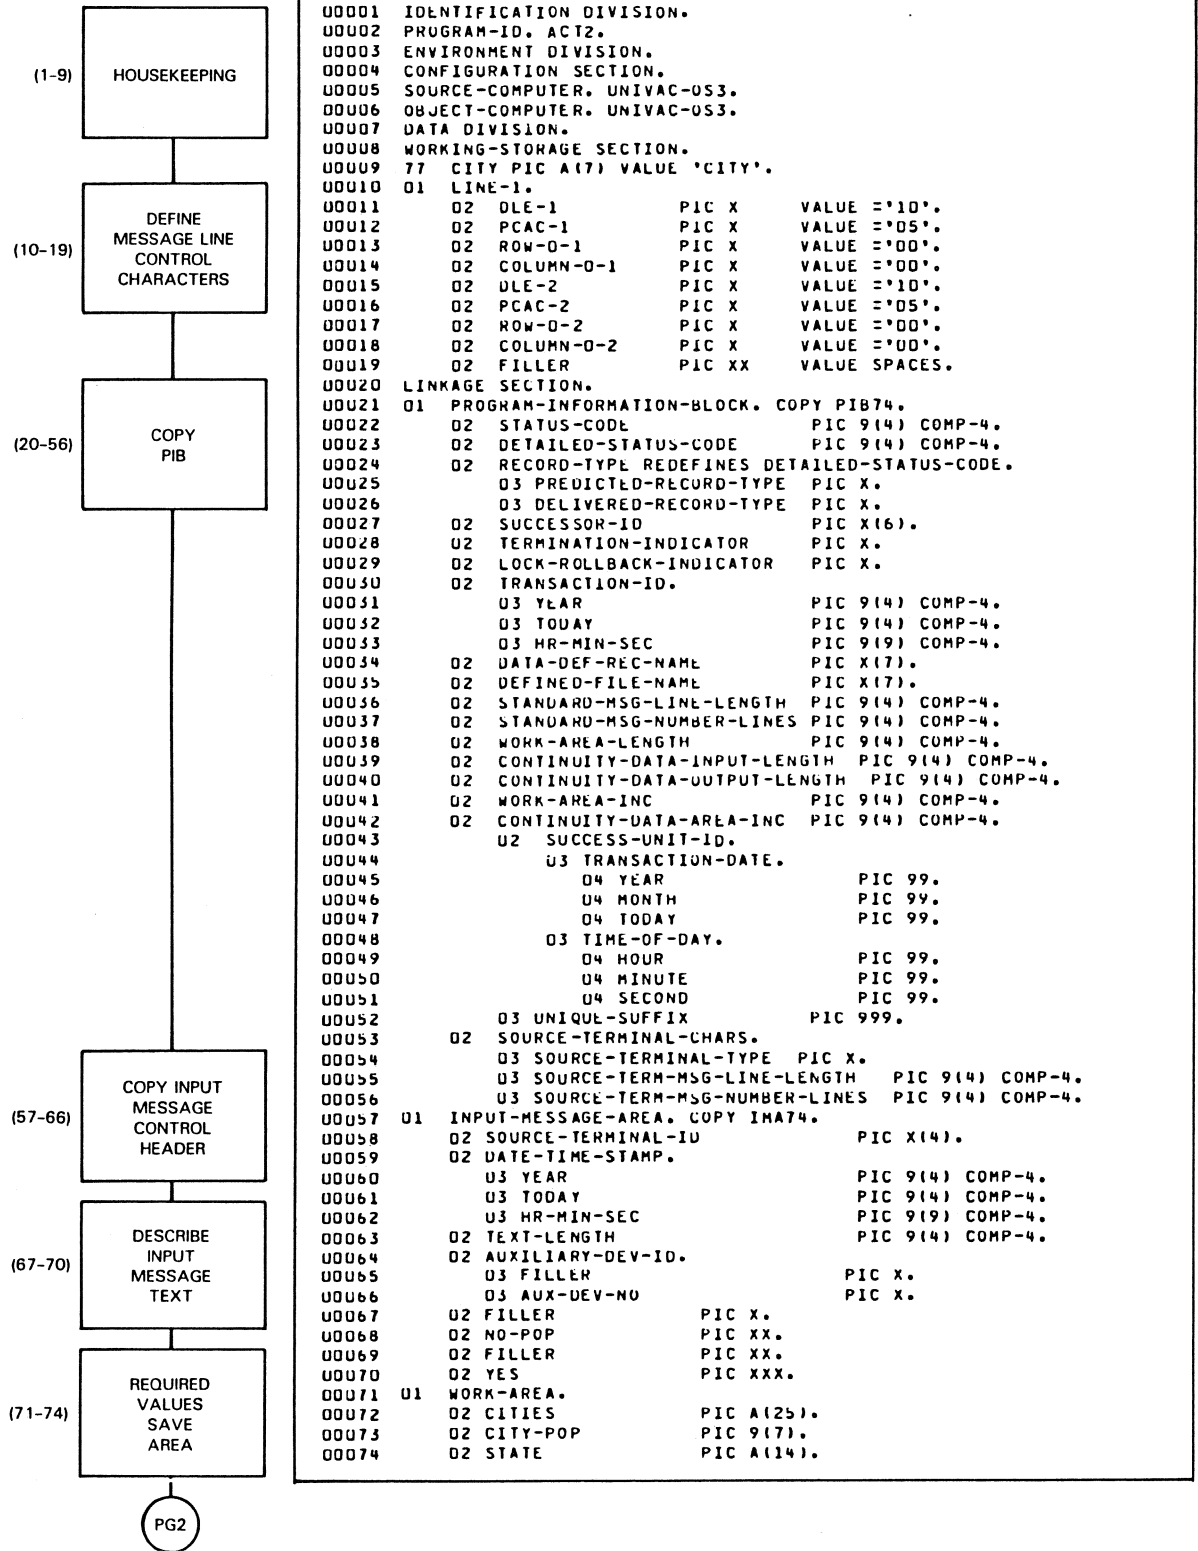 (1-9)
HOUSEKEEPING
(10-19)
DEFINE
MESSAGE LINE
CONTROL
CHARACTERS
(20-56)
COPY
PIB
(57-66)
COPY INPUT
MESSAGE
CONTROL
HEADER
(67-70)
DESCRIBE
INPUT
MESSAGE
TEXT
(71-74)
REQUIRED
VALUES
SAVE
AREA
PG2
00001 IDENTIFICATION DIVISION.
00002 PROGRAM-ID. ACT2.
00003 ENVIRONMENT DIVISION.
00004 CONFIGURATION SECTION.
00005 SOURCE-COMPUTER. UNIVAC-OS3.
00006 OBJECT-COMPUTER. UNIVAC-OS3.
00007 DATA DIVISION.
00008 WORKING-STORAGE SECTION.
00009 77 CITY PIC A(7) VALUE 'CITY'.
00010 01 LINE-1.
00011 02 DLE-1 PIC X VALUE ='10'.
00012 02 PCAC-1 PIC X VALUE ='05'.
00013 02 ROW-0-1 PIC X VALUE ='00'.
00014 02 COLUMN-0-1 PIC X VALUE ='00'.
00015 02 DLE-2 PIC X VALUE ='10'.
00016 02 PCAC-2 PIC X VALUE ='05'.
00017 02 ROW-0-2 PIC X VALUE ='00'.
00018 02 COLUMN-0-2 PIC X VALUE ='00'.
00019 02 FILLER PIC XX VALUE SPACES.
00020 LINKAGE SECTION.
00021 01 PROGRAM-INFORMATION-BLOCK. COPY PIB74.
00022 02 STATUS-CODE PIC 9(4) COMP-4.
00023 02 DETAILED-STATUS-CODE PIC 9(4) COMP-4.
00024 02 RECORD-TYPE REDEFINES DETAILED-STATUS-CODE.
00025 03 PREDICTED-RECORD-TYPE PIC X.
00026 03 DELIVERED-RECORD-TYPE PIC X.
00027 02 SUCCESSOR-ID PIC X(6).
00028 02 TERMINATION-INDICATOR PIC X.
00029 02 LOCK-ROLLBACK-INDICATOR PIC X.
00030 02 TRANSACTION-ID.
00031 03 YEAR PIC 9(4) COMP-4.
00032 03 TODAY PIC 9(4) COMP-4.
00033 03 HR-MIN-SEC PIC 9(9) COMP-4.
00034 02 DATA-DEF-REC-NAME PIC X(7).
00035 02 DEFINED-FILE-NAME PIC X(7).
00036 02 STANDARD-MSG-LINE-LENGTH PIC 9(4) COMP-4.
00037 02 STANDARD-MSG-NUMBER-LINES PIC 9(4) COMP-4.
00038 02 WORK-AREA-LENGTH PIC 9(4) COMP-4.
00039 02 CONTINUITY-DATA-INPUT-LENGTH PIC 9(4) COMP-4.
00040 02 CONTINUITY-DATA-OUTPUT-LENGTH PIC 9(4) COMP-4.
00041 02 WORK-AREA-INC PIC 9(4) COMP-4.
00042 02 CONTINUITY-DATA-AREA-INC PIC 9(4) COMP-4.
00043 02 SUCCESS-UNIT-ID.
00044 03 TRANSACTION-DATE.
00045 04 YEAR PIC 99.
00046 04 MONTH PIC 99.
00047 04 TODAY PIC 99.
00048 03 TIME-OF-DAY.
00049 04 HOUR PIC 99.
00050 04 MINUTE PIC 99.
00051 04 SECOND PIC 99.
00052 03 UNIQUE-SUFFIX PIC 999.
00053 02 SOURCE-TERMINAL-CHARS.
00054 03 SOURCE-TERMINAL-TYPE PIC X.
00055 03 SOURCE-TERM-MSG-LINE-LENGTH PIC 9(4) COMP-4.
00056 03 SOURCE-TERM-MSG-NUMBER-LINES PIC 9(4) COMP-4.
00057 01 INPUT-MESSAGE-AREA. COPY IMA74.
00058 02 SOURCE-TERMINAL-ID PIC X(4).
00059 02 DATE-TIME-STAMP.
00060 03 YEAR PIC 9(4) COMP-4.
00061 03 TODAY PIC 9(4) COMP-4.
00062 03 HR-MIN-SEC PIC 9(9) COMP-4.
00063 02 TEXT-LENGTH PIC 9(4) COMP-4.
00064 02 AUXILIARY-DEV-ID.
00065 03 FILLER PIC X.
00066 03 AUX-DEV-NO PIC X.
00067 02 FILLER PIC X.
00068 02 NO-POP PIC XX.
00069 02 FILLER PIC XX.
00070 02 YES PIC XXX.
00071 01 WORK-AREA.
00072 02 CITIES PIC A(25).
00073 02 CITY-POP PIC 9(7).
00074 02 STATE PIC A(14).